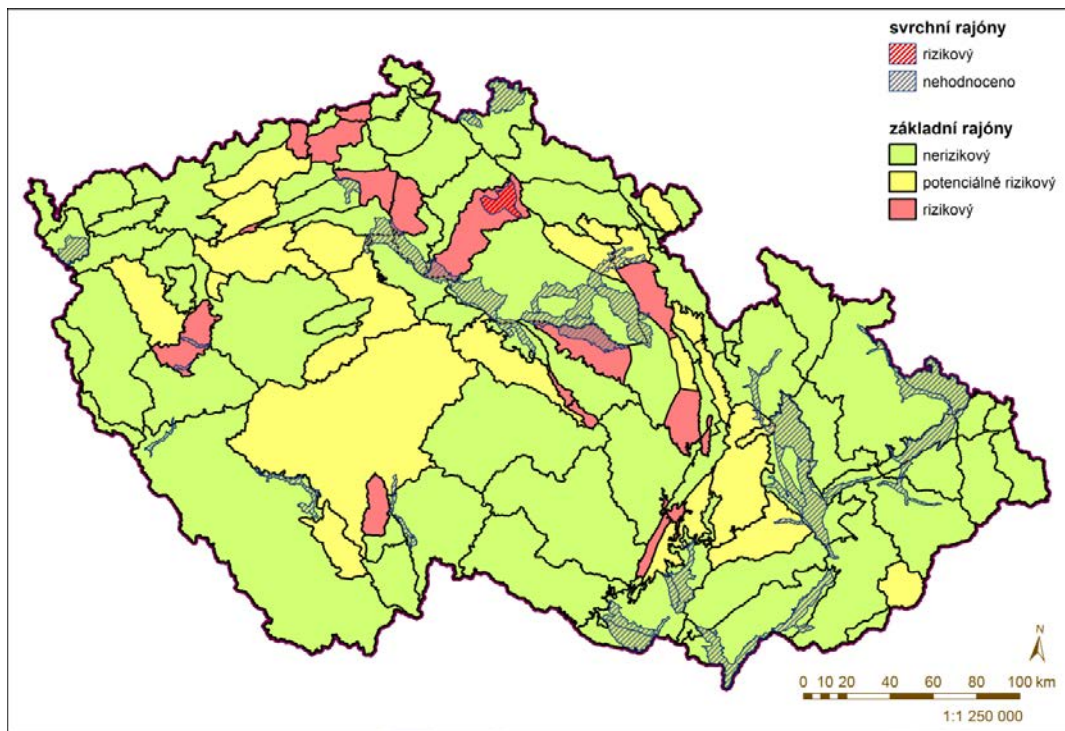 svrchní rajóny
rizikový
nehodnoceno
základní rajóny
nerizikový
potenciálně rizikový
rizikový
N
0 10 20 40 60 80 100 km
1:1 250 000